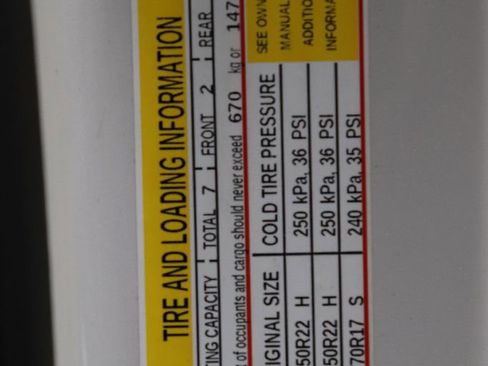 TIRE AND LOADING INFORMATION
TING CAPACITY TOTAL 7 FRONT 2 REAR
t of occupants and cargo should never exceed 670 kg or 147
IGINAL SIZE COLD TIRE PRESSURE SEE OWN
MANUAL
ADDITIO
INFORMA
50R22 H 250 kPa, 36 PSI
50R22 H 250 kPa, 36 PSI
70R17 S 240 kPa, 35 PSI